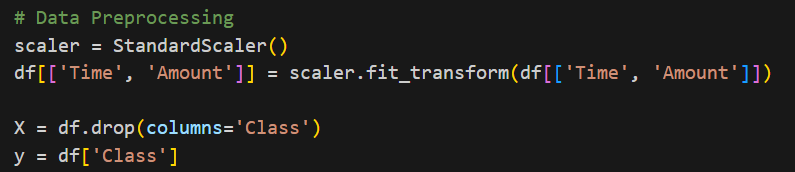 # Data Preprocessing
scaler = StandardScaler()
df[['Time', 'Amount']] = scaler.fit_transform(df[['Time', 'Amount']])
X = df.drop(columns='Class')
y = df['Class']